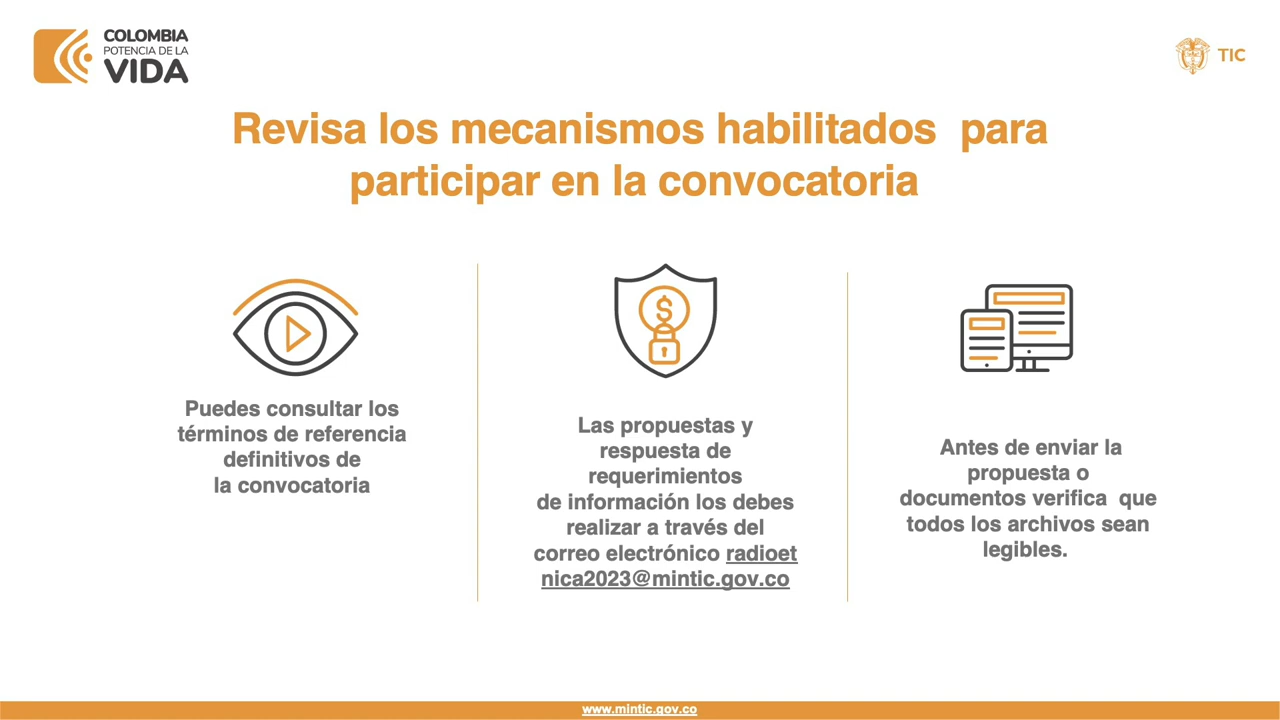 COLOMBIA
POTENCIA DE LA
VIDA
TIC
Revisa los mecanismos habilitados  para
participar en la convocatoria
Puedes consultar los
términos de referencia
definitivos de
la convocatoria
Las propuestas y
respuesta de
requerimientos
de información los debes
realizar a través del
correo electrónico radioet
nica2023@mintic.gov.co
Antes de enviar la
propuesta o
documentos verifica  que
todos los archivos sean
legibles.
www.mintic.gov.co